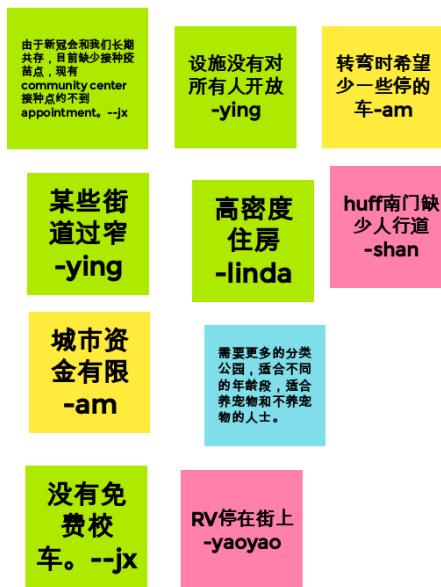 由于新冠会和我们长期
共存，目前缺少接种疫
苗点，现有
community center
接种点约不到
appointment。--jx
设施没有对
所有人开放
-ying
转弯时希望
少一些停的
车-am
某些街
道过窄
-ying
高密度
住房
-linda
huff南门缺
少人行道
-shan
城市资
金有限
-am
需要更多的分类
公园，适合不同
的年龄段，适合
养宠物和不养宠
物的人士。
没有免
费校
车。--jx
RV停在街上
-yaoyao